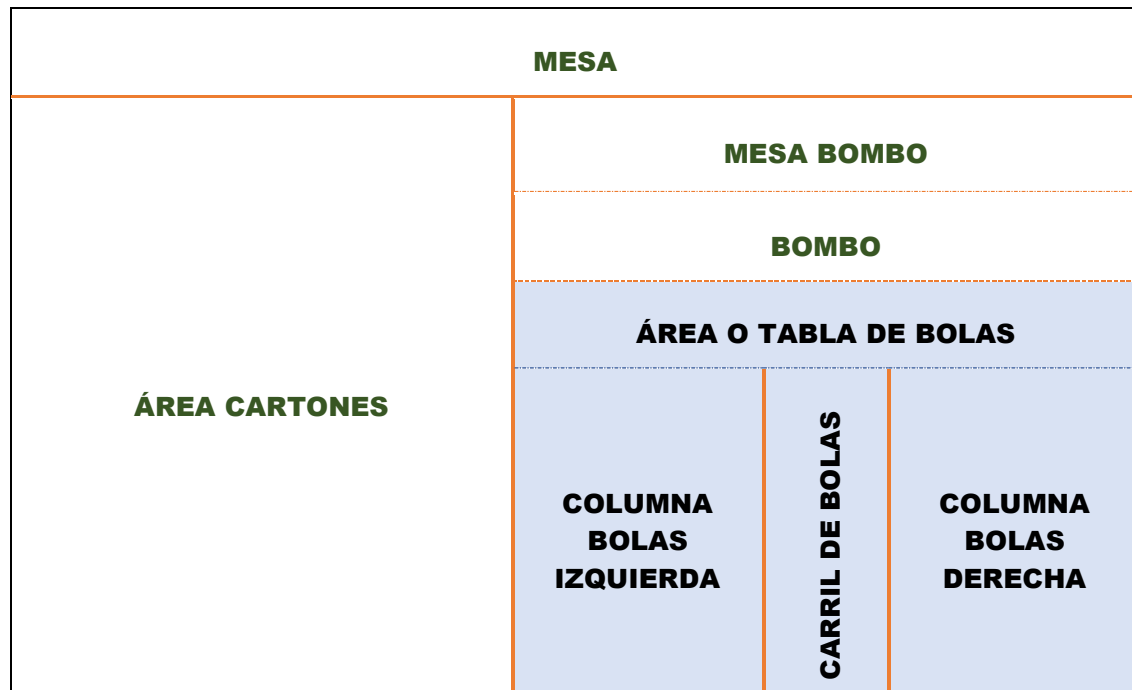 MESA
MESA BOMBO
BOMBO
ÁREA O TABLA DE BOLAS
ÁREA CARTONES
COLUMNA
BOLAS
IZQUIERDA
CARRIL DE BOLAS
COLUMNA
BOLAS
DERECHA